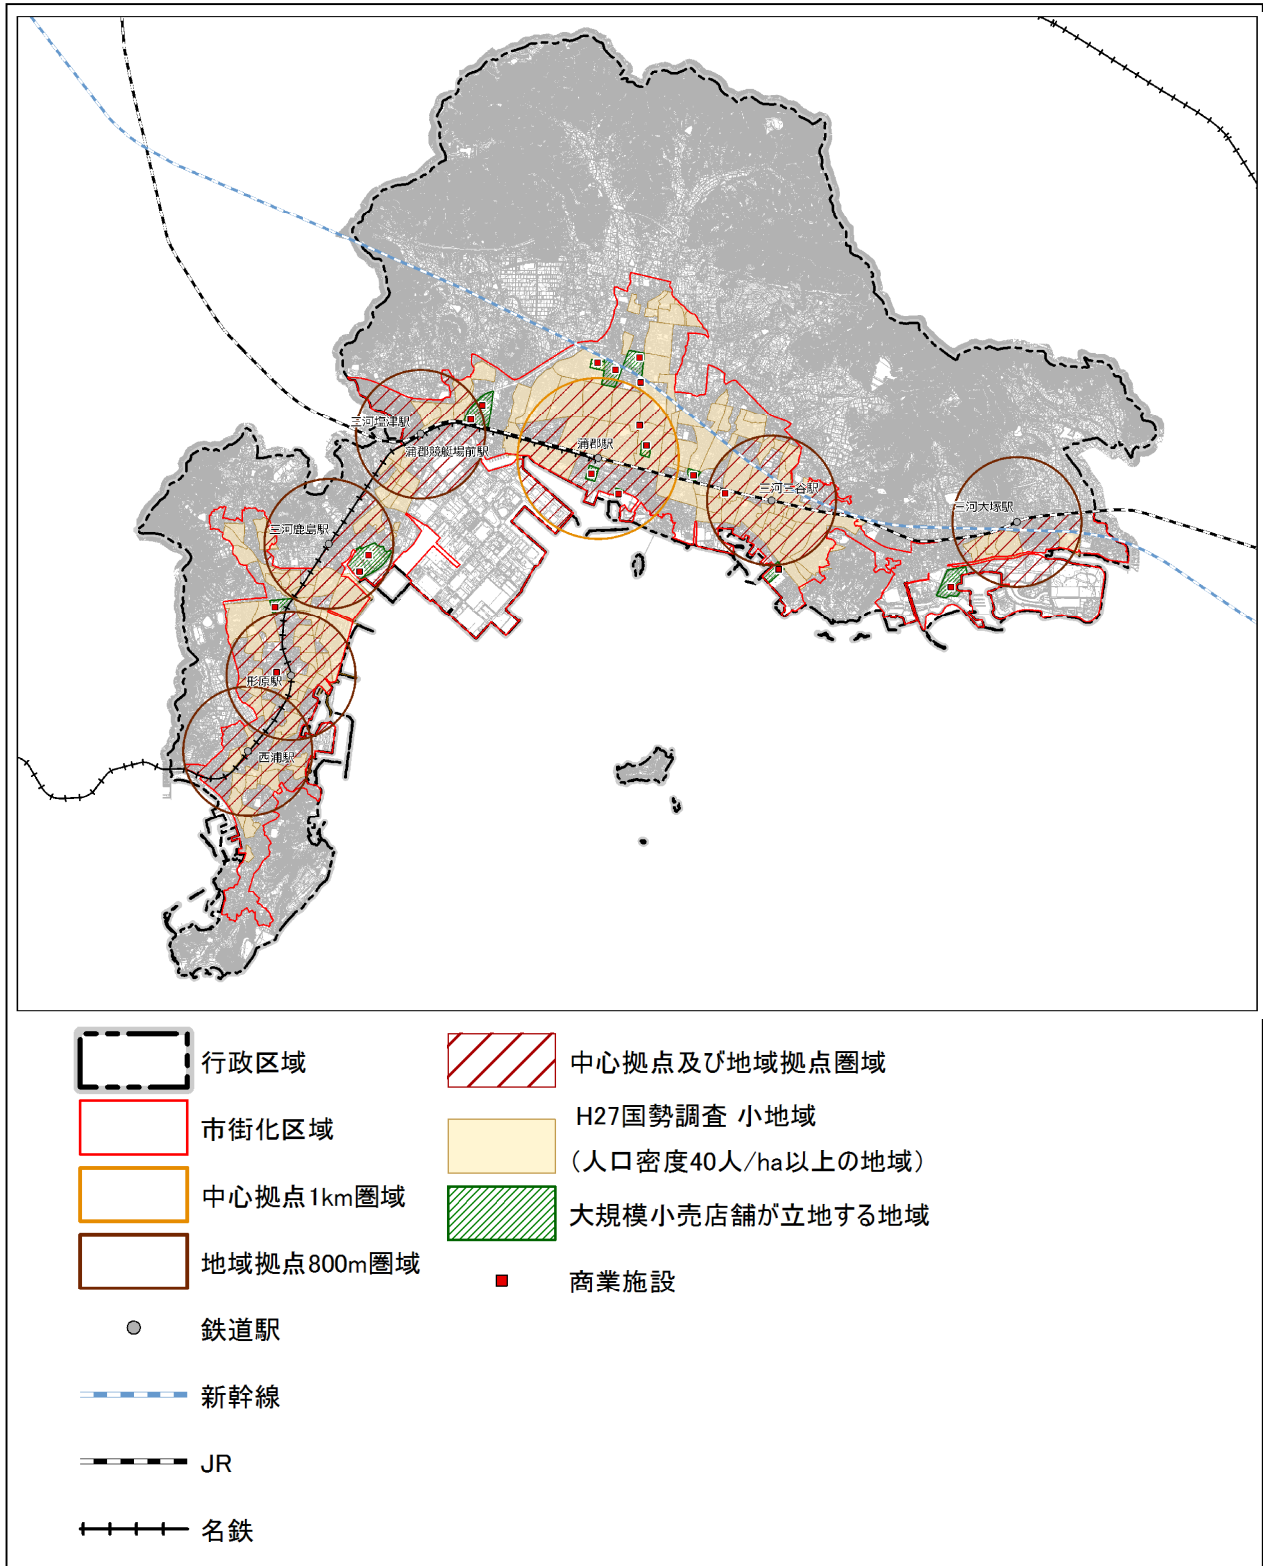 三河塩津駅
蒲郡競艇場前駅
蒲郡駅
三河三谷駅
三河大塚駅
三河鹿島駅
形原駅
西浦駅
行政区域
市街化区域
中心拠点1km圏域
地域拠点800m圏域
鉄道駅
新幹線
JR
名鉄
中心拠点及び地域拠点圏域
H27国勢調査 小地域
(人口密度40人/ha以上の地域)
大規模小売店舗が立地する地域
商業施設